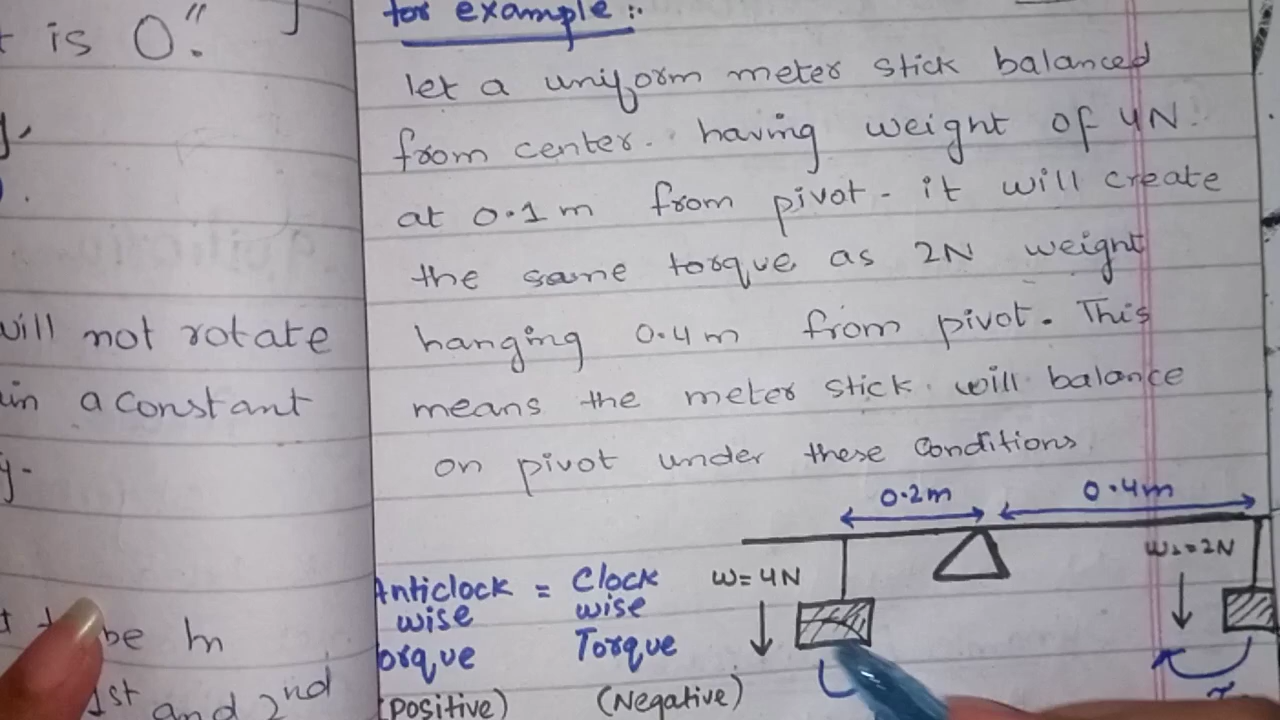 t is 0."
will not rotate
in a constant
y-
be in
1st and 2nd
for example :-
let a uniform meter stick balanced
from center. having weight of 4N.
at 0.1 m from pivot - it will create
the same torque as 2N weight
hanging 0.4 m from pivot. This
means the meter stick. will balance
on pivot under these conditions.
0.2m 0.4m
W = 4N
= 2N
Anticlock = Clock
wise wise
orque Torque
(Positive) (Negative)